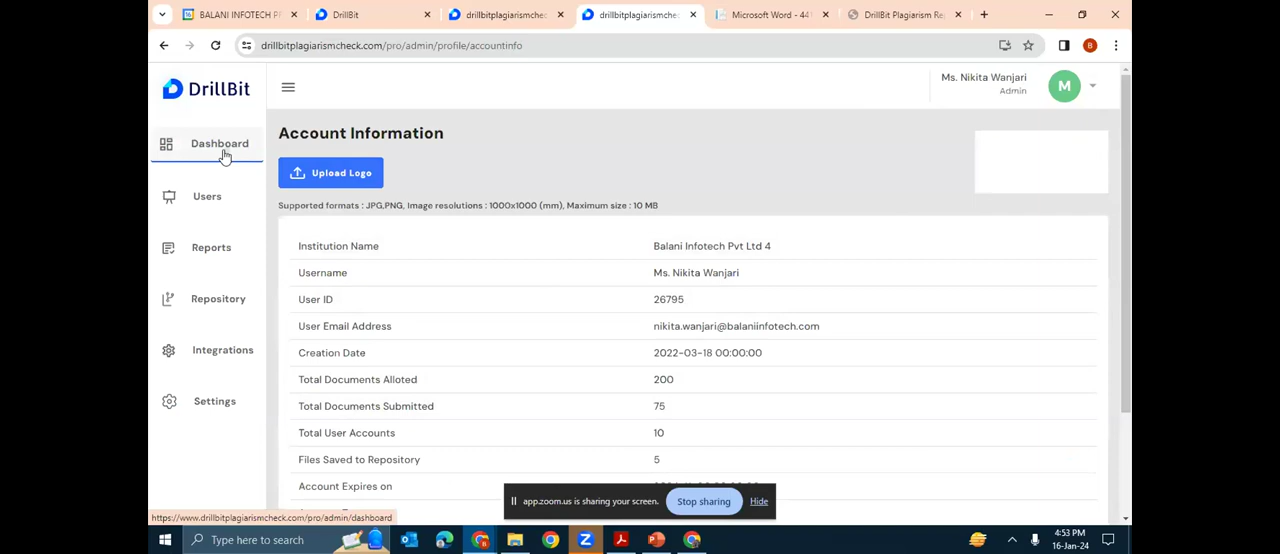 BALANI INFOTECH P
DrillBit
drillbitplagiarismchec
drillbitplagiarismchec
Microsoft Word - 441
DrillBit Plagiarism Re
drillbitplagiarismcheck.com/pro/admin/profile/accountinfo
B
DrillBit
Ms. Nikita Wanjari
Admin
M
Dashboard
Users
Reports
Repository
Integrations
Settings
Account Information
Upload Logo
Supported formats : JPG,PNG, Image resolutions : 1000x1000 (mm), Maximum size : 10 MB
Institution Name Balani Infotech Pvt Ltd 4
Username Ms. Nikita Wanjari
User ID 26795
User Email Address nikita.wanjari@balaniinfotech.com
Creation Date 2022-03-18 00:00:00
Total Documents Alloted 200
Total Documents Submitted 75
Total User Accounts 10
Files Saved to Repository 5
Account Expires on
app.zoom.us is sharing your screen. Stop sharing Hide
https://www.drillbitplagiarismcheck.com/pro/admin/dashboard
Type here to search
4:53 PM
16-Jan-24